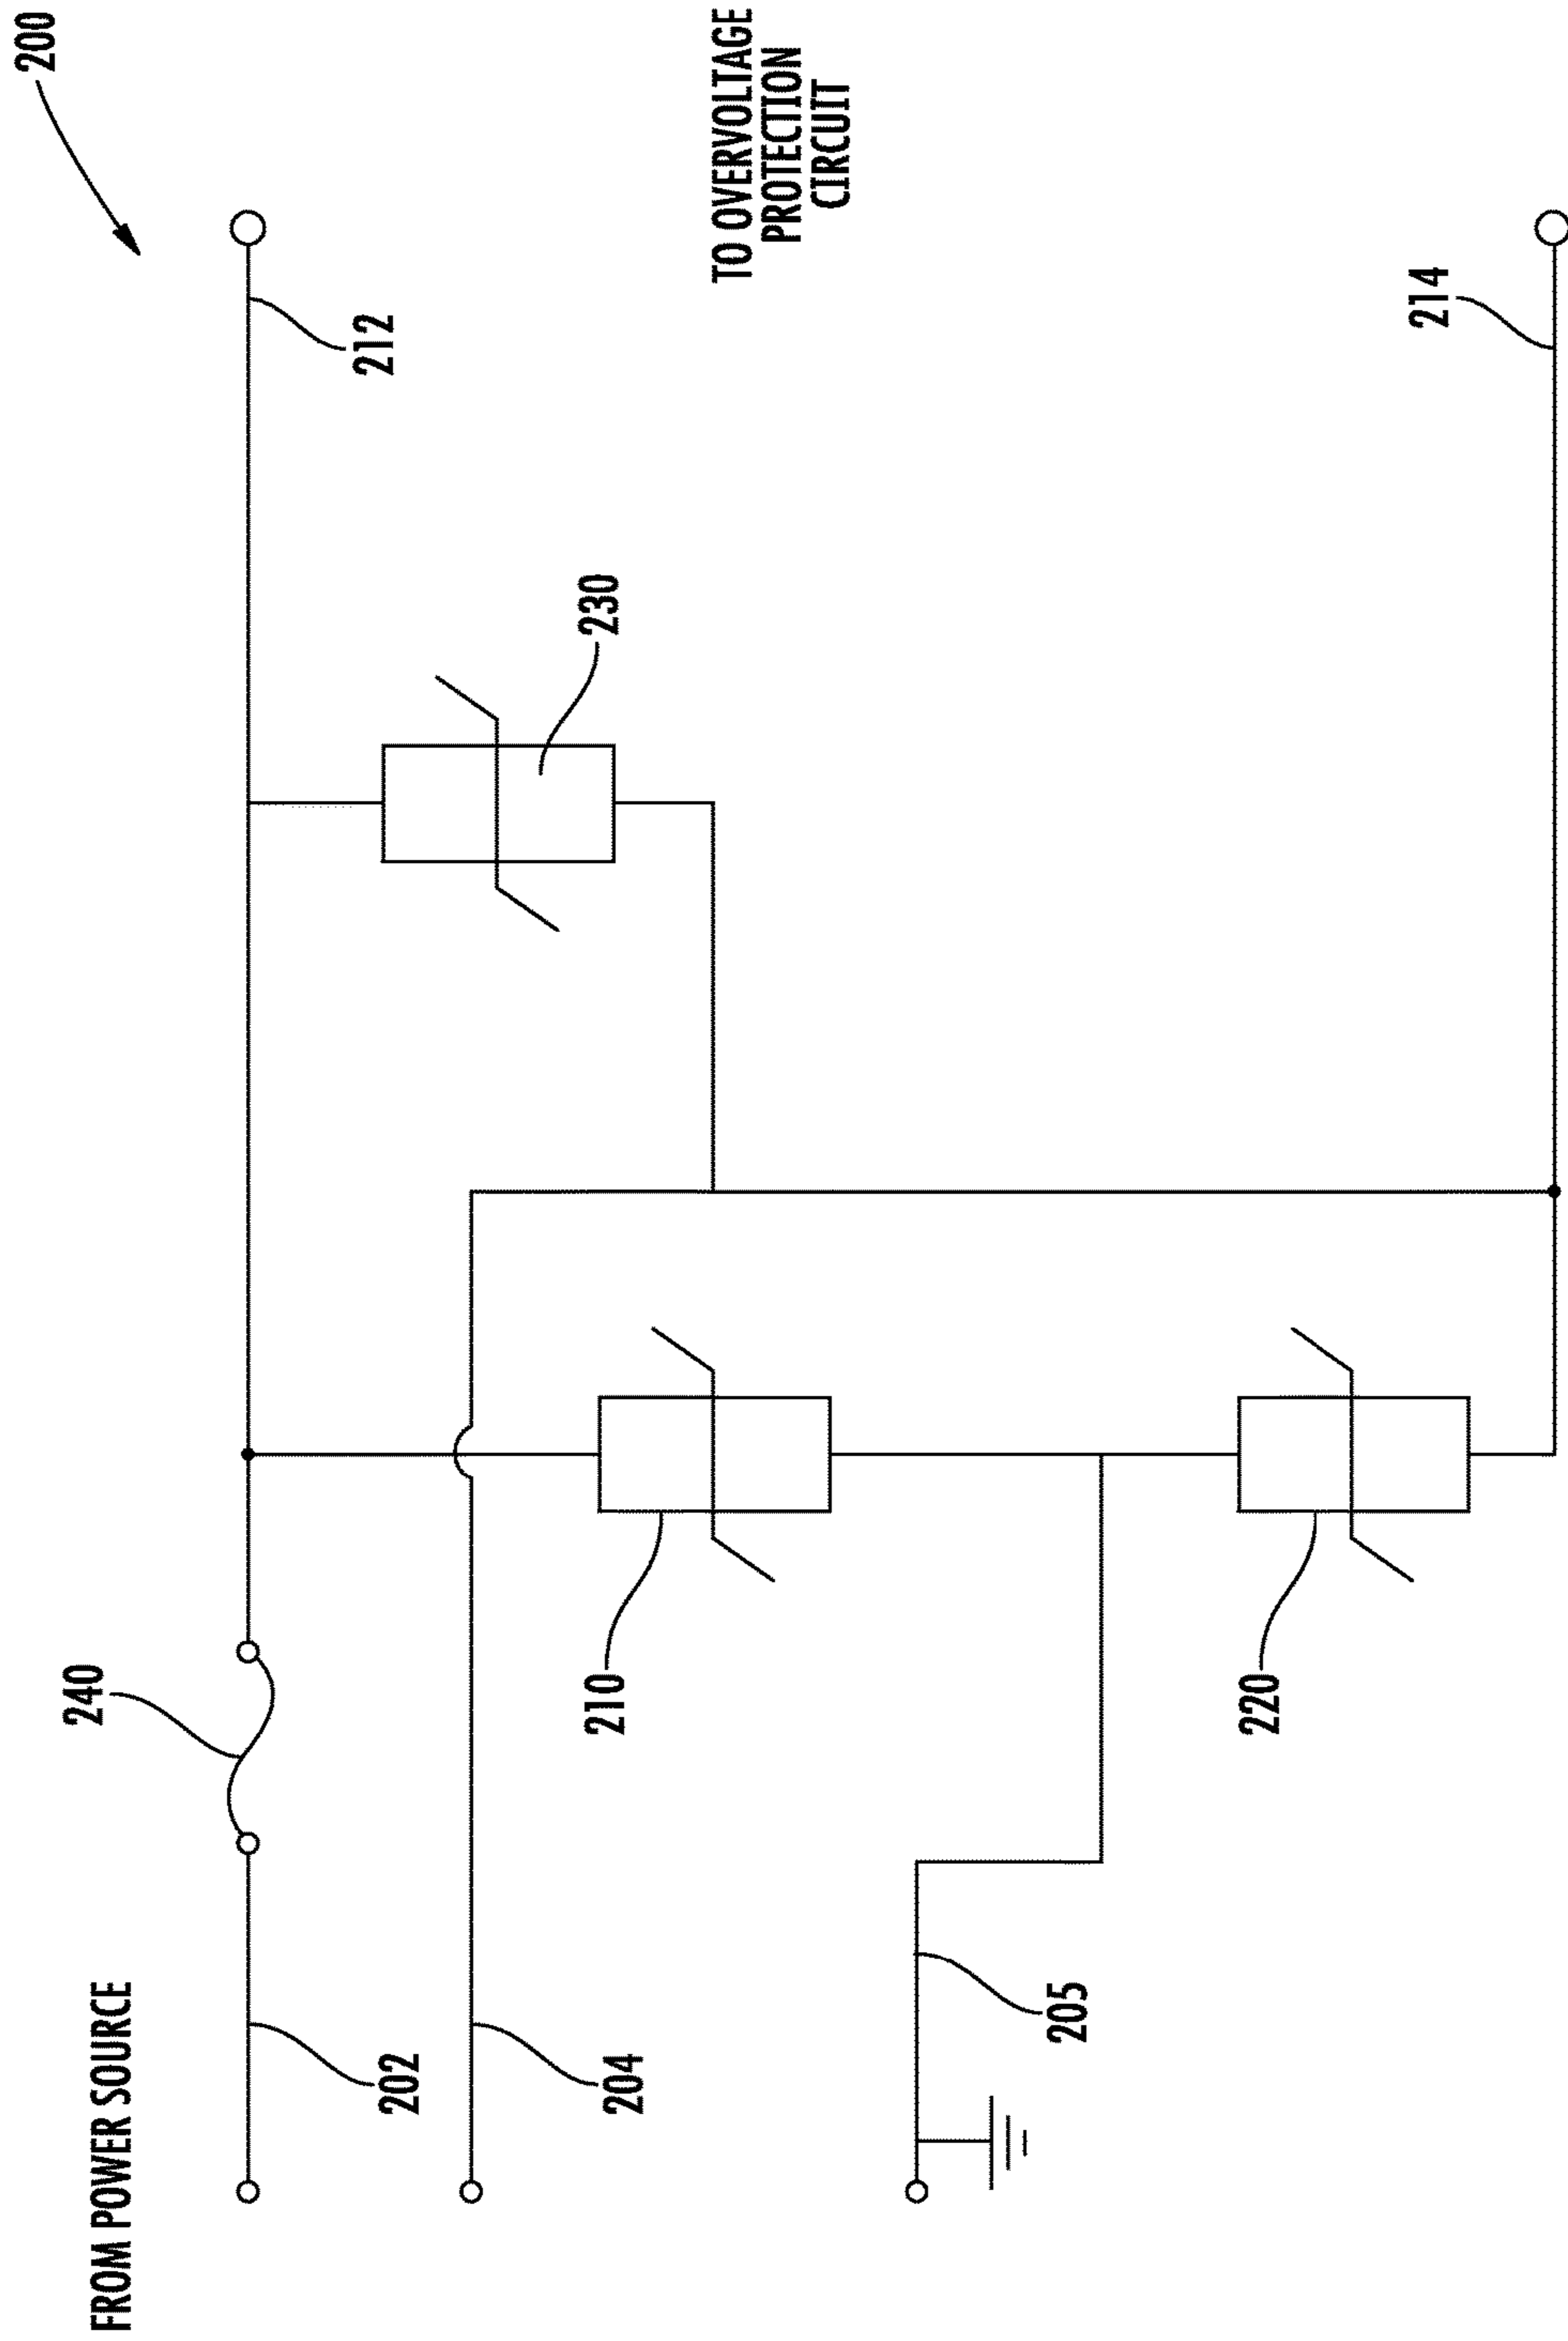 200
FROM POWER SOURCE
240
212
202
230
204
210
TO OVERVOLTAGE
PROTECTION
CIRCUIT
205
220
214